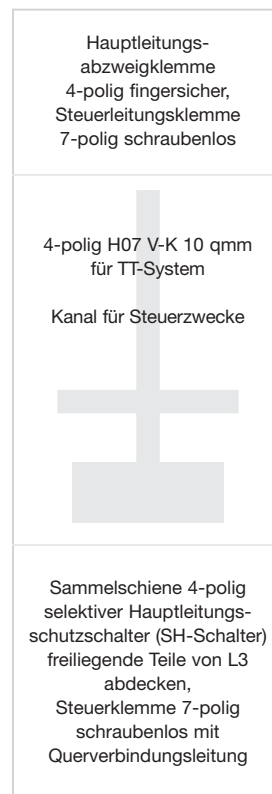 Hauptleitungs-
abzweigklemme
4-polig fingersicher,
Steuerleitungsklemme
7-polig schraubenlos
4-polig H07 V-K 10 qmm
für TT-System
Kanal für Steuerzwecke
Sammelschiene 4-polig
selektiver Hauptleitungs-
schutzschalter (SH-Schalter)
freiliegende Teile von L3
abdecken,
Steuerklemme 7-polig
schraubenlos mit
Querverbindungsleitung